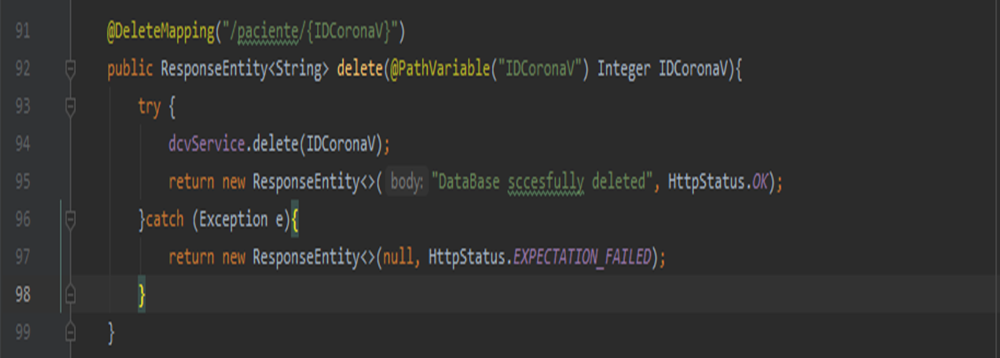 91 @DeleteMapping("/paciente/{IDCoronaV}")
92 public ResponseEntity<String> delete(@PathVariable("IDCoronaV") Integer IDCoronaV){
93 try {
94 dcvService.delete(IDCoronaV);
95 return new ResponseEntity<>( body: "DataBase sccesfully deleted", HttpStatus.OK);
96 }catch (Exception e){
97 return new ResponseEntity<>(null, HttpStatus.EXPECTATION_FAILED);
98 }
99 }